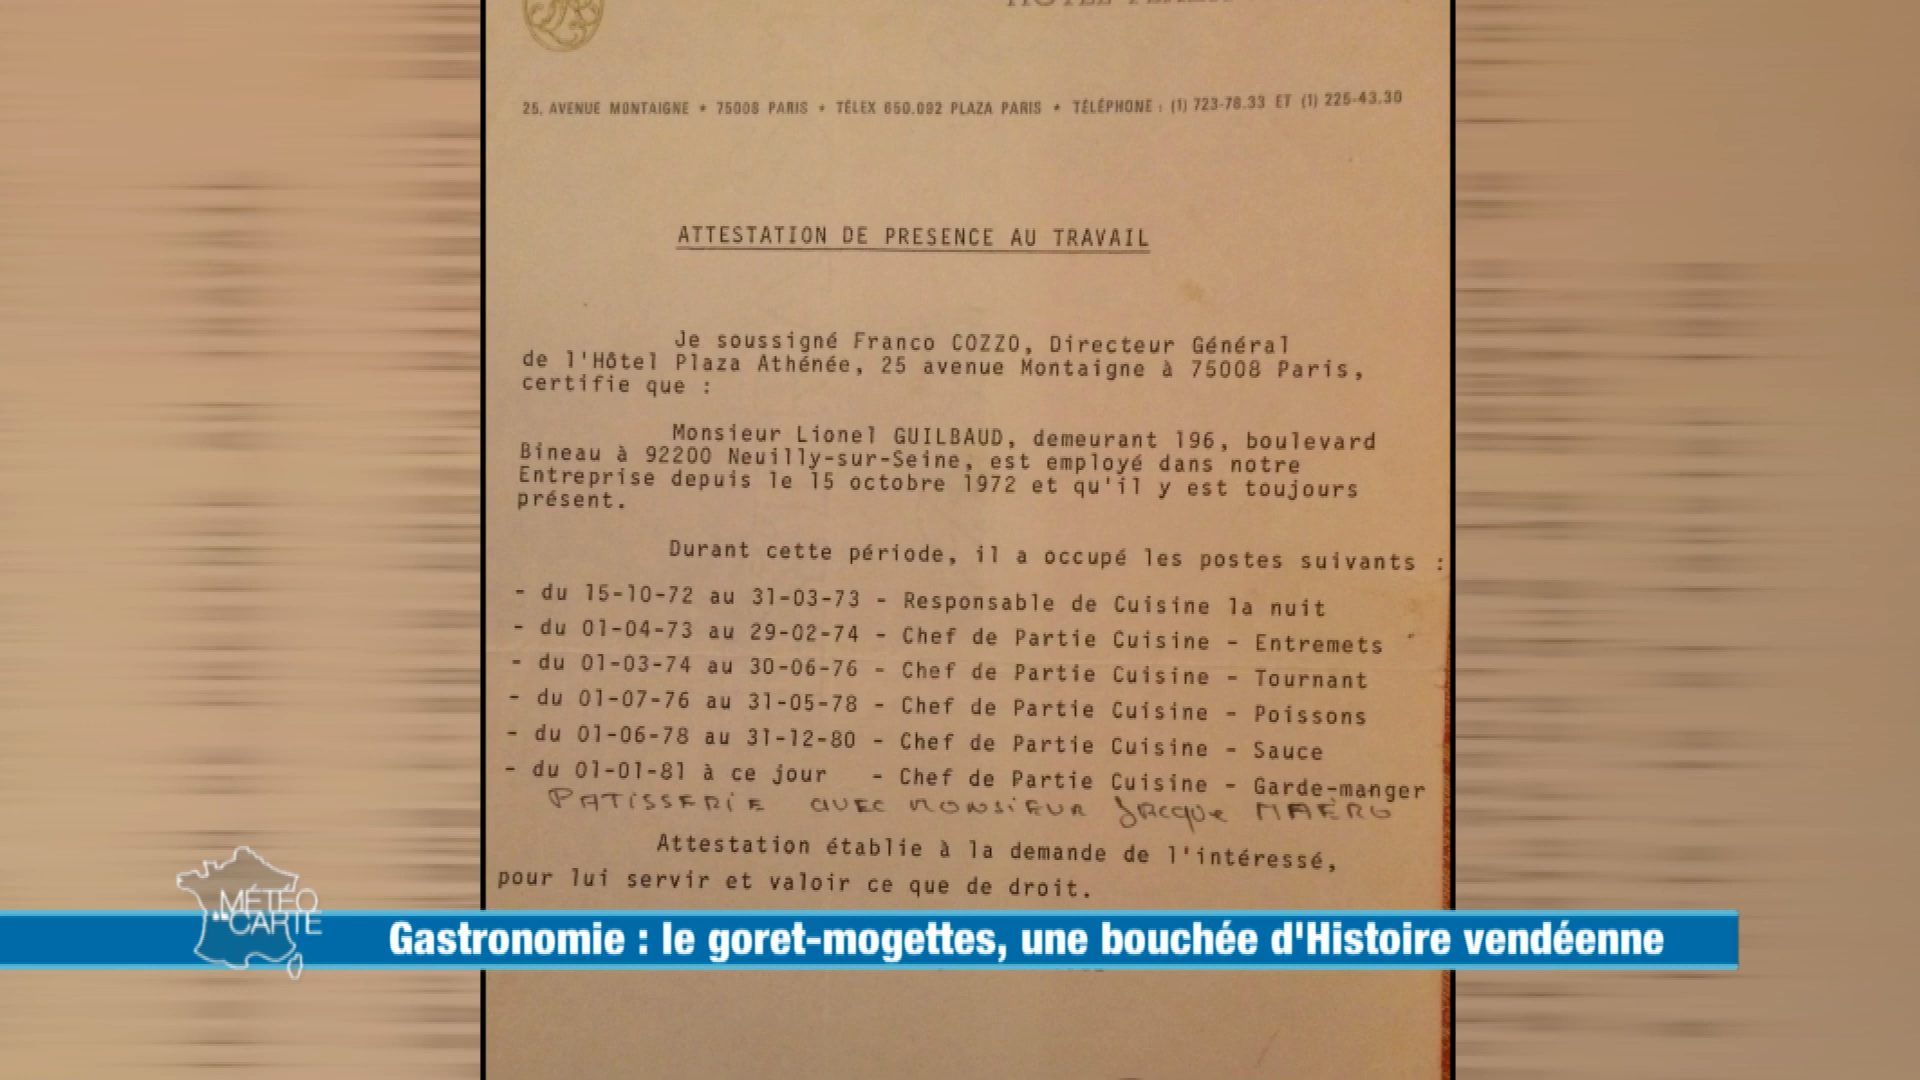 25, AVENUE MONTAIGNE * 75008 PARIS * TÉLEX 650.092 PLAZA PARIS * TÉLÉPHONE : (1) 723-78.33 ET (1) 225-43.30
ATTESTATION DE PRESENCE AU TRAVAIL
Je soussigné Franco COZZO, Directeur Général
de l'Hôtel Plaza Athénée, 25 avenue Montaigne à 75008 Paris,
certifie que :
Monsieur Lionel GUILBAUD, demeurant 196, boulevard
Bineau à 92200 Neuilly-sur-Seine, est employé dans notre
Entreprise depuis le 15 octobre 1972 et qu'il y est toujours
présent.
Durant cette période, il a occupé les postes suivants :
- du 15-10-72 au 31-03-73 - Responsable de Cuisine la nuit
- du 01-04-73 au 29-02-74 - Chef de Partie Cuisine - Entremets
- du 01-03-74 au 30-06-76 - Chef de Partie Cuisine - Tournant
- du 01-07-76 au 31-05-78 - Chef de Partie Cuisine - Poissons
- du 01-06-78 au 31-12-80 - Chef de Partie Cuisine - Sauce
- du 01-01-81 à ce jour - Chef de Partie Cuisine - Garde-manger
PATISSERIE AVEC MONSIEUR JACQUE MAËRO
Attestation établie à la demande de l'intéressé,
pour lui servir et valoir ce que de droit.
MÉTÉO
À LA CARTE
Gastronomie : le goret-mogettes, une bouchée d'Histoire vendéenne